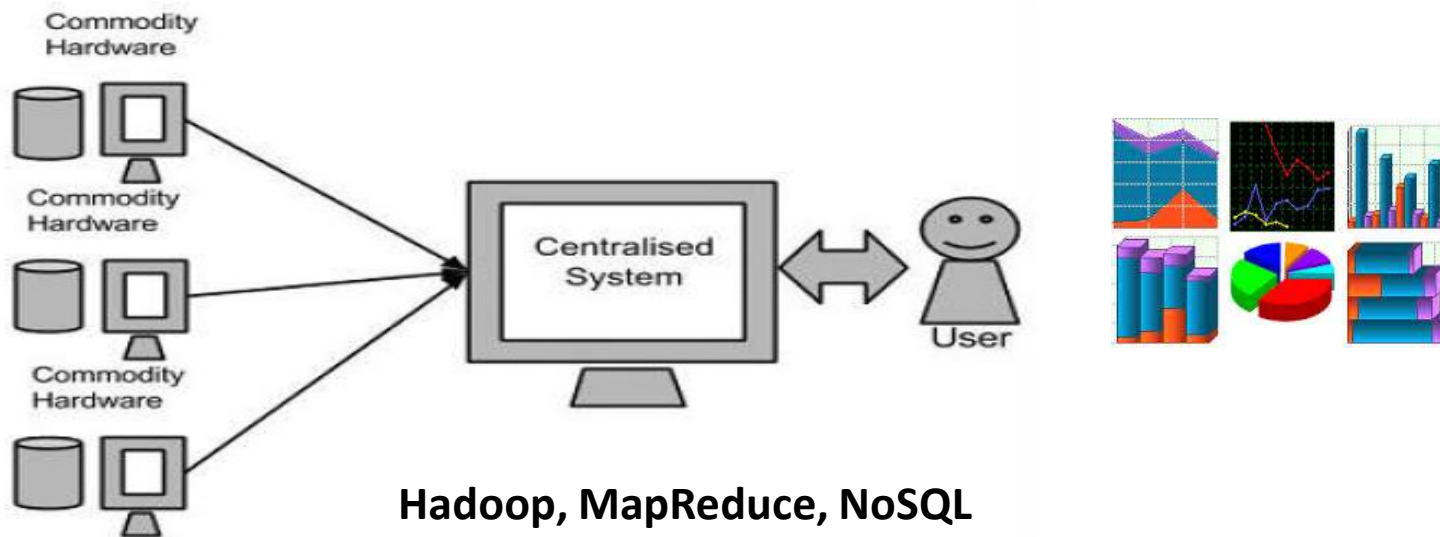 Commodity
Hardware
Commodity
Hardware
Centralised
System
User
Commodity
Hardware
Hadoop, MapReduce, NoSQL